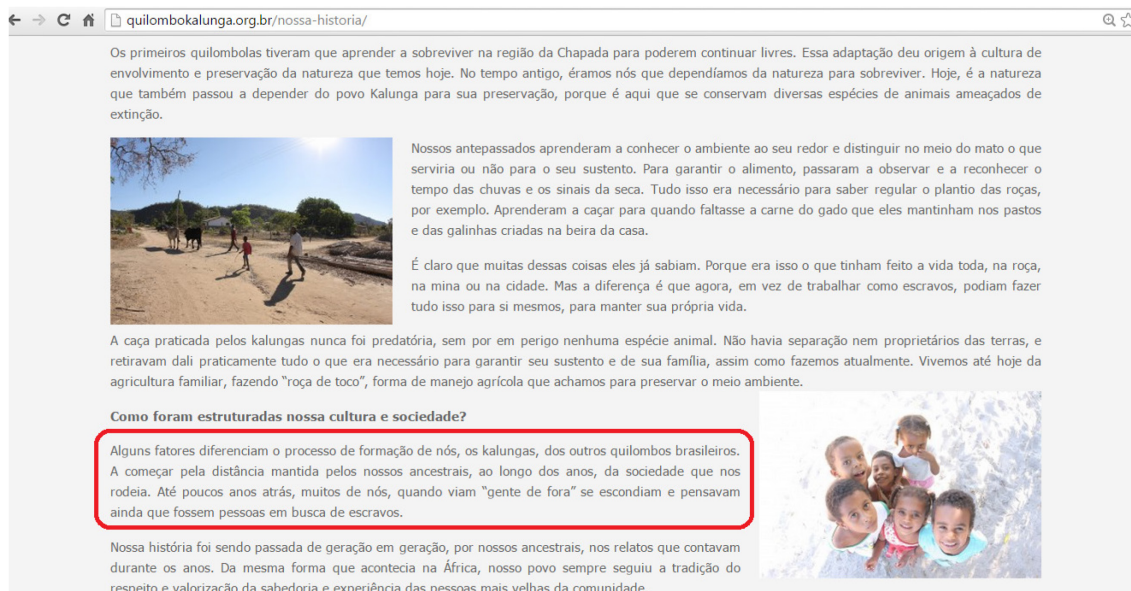 quilombokalunga.org.br/nossa-historia/
Os primeiros quilombolas tiveram que aprender a sobreviver na região da Chapada para poderem continuar livres. Essa adaptação deu origem à cultura de
envolvimento e preservação da natureza que temos hoje. No tempo antigo, éramos nós que dependíamos da natureza para sobreviver. Hoje, é a natureza
que também passou a depender do povo Kalunga para sua preservação, porque é aqui que se conservam diversas espécies de animais ameaçados de
extinção.
Nossos antepassados aprenderam a conhecer o ambiente ao seu redor e distinguir no meio do mato o que
serviria ou não para o seu sustento. Para garantir o alimento, passaram a observar e a reconhecer o
tempo das chuvas e os sinais da seca. Tudo isso era necessário para saber regular o plantio das roças,
por exemplo. Aprenderam a caçar para quando faltasse a carne do gado que eles mantinham nos pastos
e das galinhas criadas na beira da casa.
É claro que muitas dessas coisas eles já sabiam. Porque era isso o que tinham feito a vida toda, na roça,
na mina ou na cidade. Mas a diferença é que agora, em vez de trabalhar como escravos, podiam fazer
tudo isso para si mesmos, para manter sua própria vida.
A caça praticada pelos kalungas nunca foi predatória, sem por em perigo nenhuma espécie animal. Não havia separação nem proprietários das terras, e
retiravam dali praticamente tudo o que era necessário para garantir seu sustento e de sua família, assim como fazemos atualmente. Vivemos até hoje da
agricultura familiar, fazendo “roça de toco”, forma de manejo agrícola que achamos para preservar o meio ambiente.
Como foram estruturadas nossa cultura e sociedade?
Alguns fatores diferenciam o processo de formação de nós, os kalungas, dos outros quilombos brasileiros.
A começar pela distância mantida pelos nossos ancestrais, ao longo dos anos, da sociedade que nos
rodeia. Até poucos anos atrás, muitos de nós, quando viam “gente de fora” se escondiam e pensavam
ainda que fossem pessoas em busca de escravos.
Nossa história foi sendo passada de geração em geração, por nossos ancestrais, nos relatos que contavam
durante os anos. Da mesma forma que acontecia na África, nosso povo sempre seguiu a tradição do
respeito e valorização da sabedoria e experiência das pessoas mais velhas da comunidade.